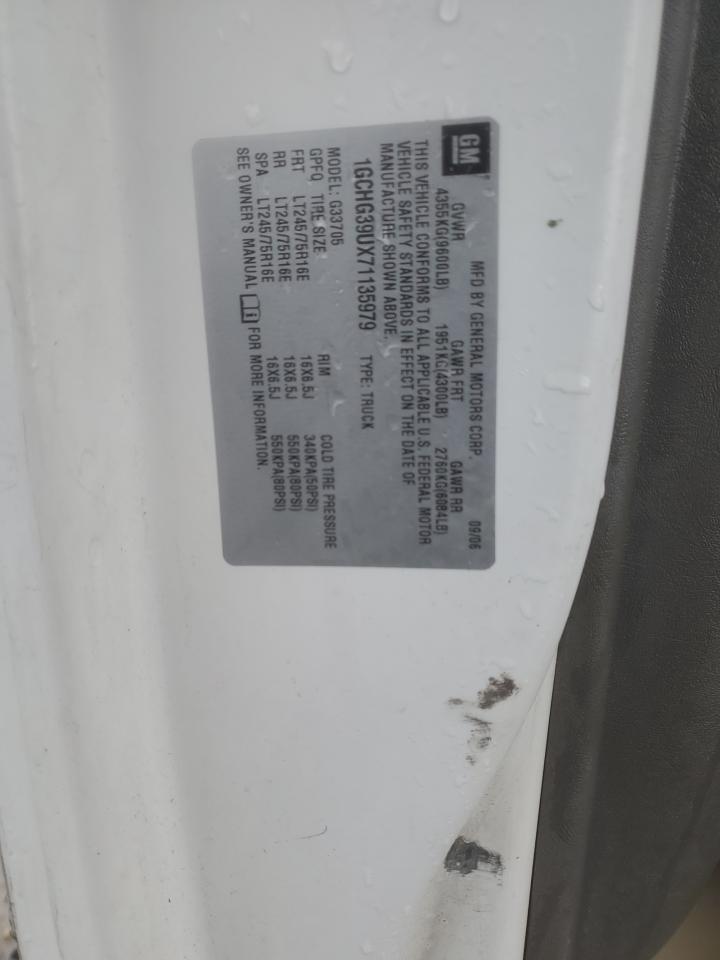 GM
MFD BY GENERAL MOTORS CORP. 09/06
GVWR GAWR FRT GAWR RR
4355KG(9600LB) 1951KG(4300LB) 2760KG(6084LB)
THIS VEHICLE CONFORMS TO ALL APPLICABLE U.S. FEDERAL MOTOR
VEHICLE SAFETY STANDARDS IN EFFECT ON THE DATE OF
MANUFACTURE SHOWN ABOVE.
1GCHG39UX71135979 TYPE: TRUCK
MODEL: G33705
GPFQ TIRE SIZE RIM COLD TIRE PRESSURE
FRT LT245/75R16E 16X6.5J 340KPA(50PSI)
RR LT245/75R16E 16X6.5J 550KPA(80PSI)
SPA LT245/75R16E 16X6.5J 550KPA(80PSI)
SEE OWNER'S MANUAL i FOR MORE INFORMATION.